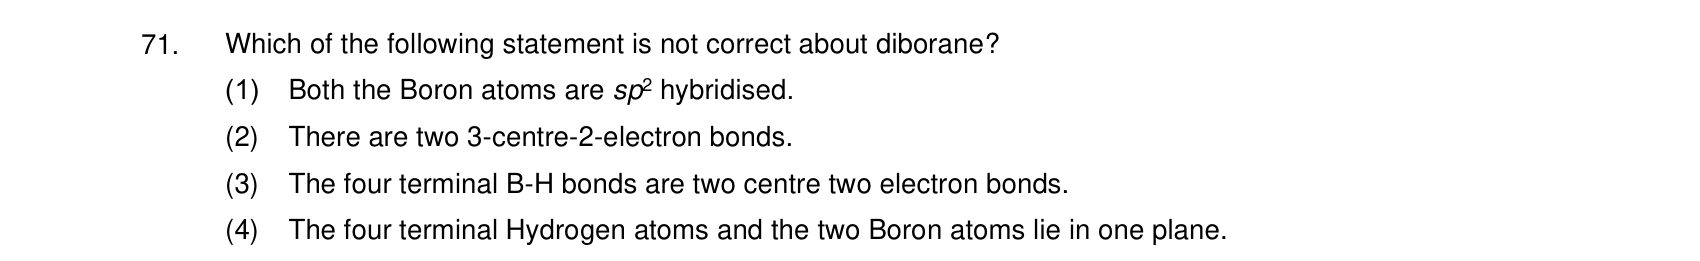 71. Which of the following statement is not correct about diborane?
(1) Both the Boron atoms are sp² hybridised.
(2) There are two 3-centre-2-electron bonds.
(3) The four terminal B-H bonds are two centre two electron bonds.
(4) The four terminal Hydrogen atoms and the two Boron atoms lie in one plane.